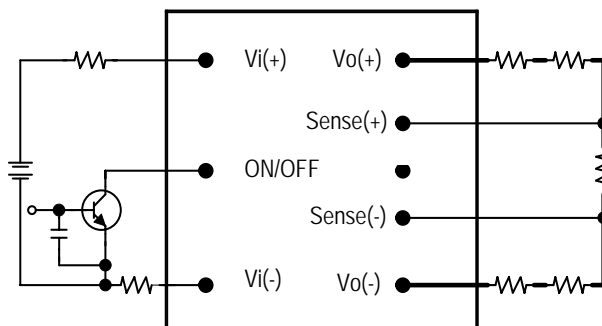 Vi(+) Vo(+)
Sense(+)
ON/OFF
Sense(-)
Vi(-) Vo(-)